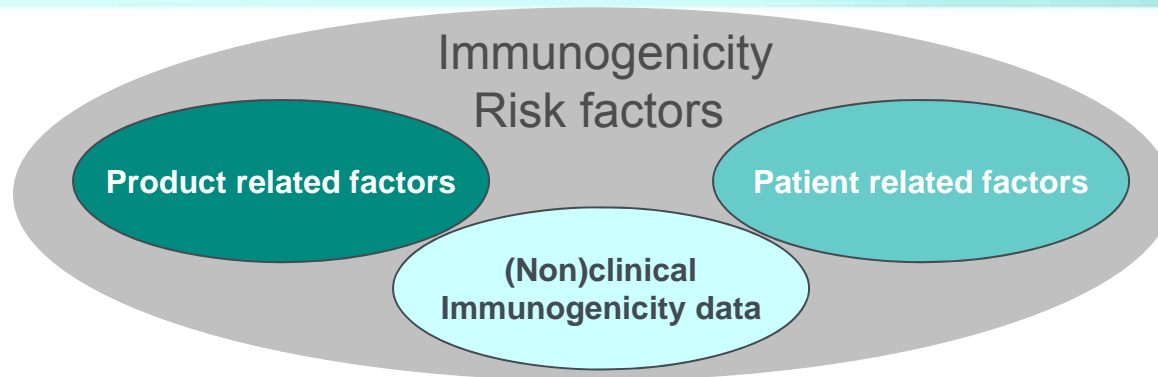 Immunogenicity
Risk factors
Product related factors
Patient related factors
(Non)clinical
Immunogenicity data